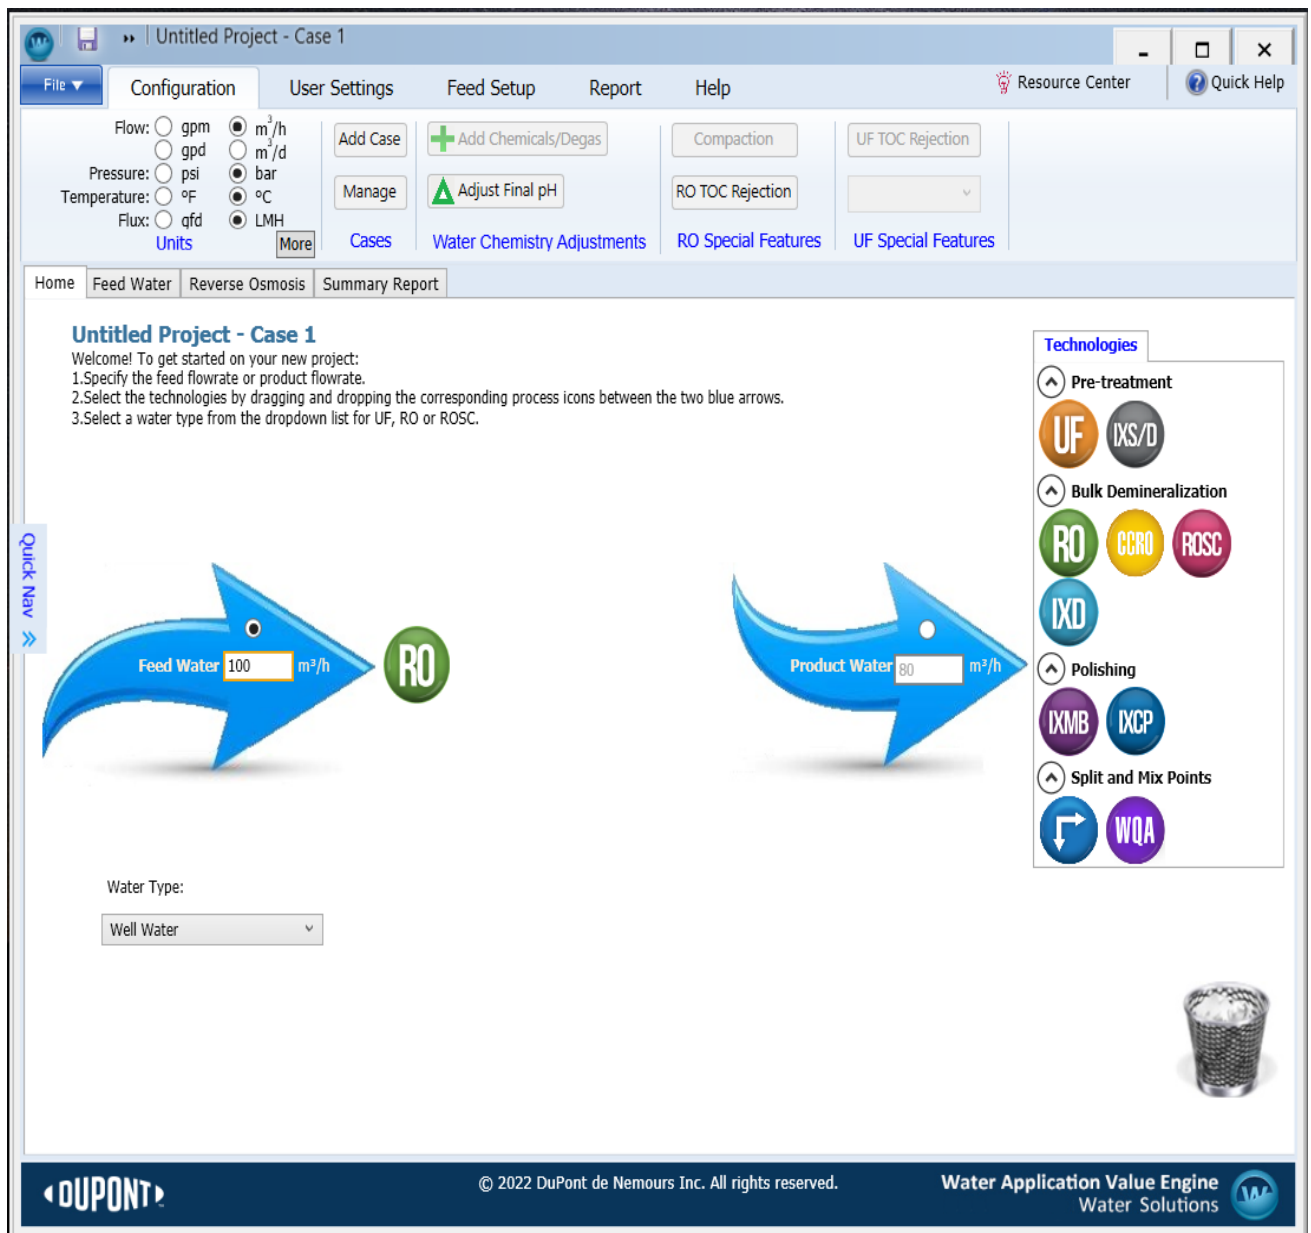 Untitled Project - Case 1
File Configuration User Settings Feed Setup Report Help Resource Center Quick Help
Flow: gpm m³/h
gpd m³/d
Pressure: psi bar
Temperature: ºF ºC
Flux: gfd LMH
Units More
Add Case
Manage
Cases
Add Chemicals/Degas
Adjust Final pH
Water Chemistry Adjustments
Compaction
RO TOC Rejection
RO Special Features
UF TOC Rejection
UF Special Features
Home Feed Water Reverse Osmosis Summary Report
Untitled Project - Case 1
Welcome! To get started on your new project:
1.Specify the feed flowrate or product flowrate.
2.Select the technologies by dragging and dropping the corresponding process icons between the two blue arrows.
3.Select a water type from the dropdown list for UF, RO or ROSC.
Quick Nav
Feed Water 100 m³/h
RO
Product Water 80 m³/h
Technologies
Pre-treatment
UF IXS/D
Bulk Demineralization
RO CCRO ROSC
IXD
Polishing
IXMB IXCP
Split and Mix Points
WQA
Water Type:
Well Water
DUPONT
© 2022 DuPont de Nemours Inc. All rights reserved.
Water Application Value Engine
Water Solutions